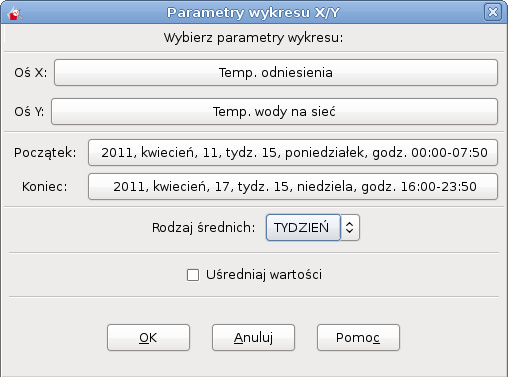 Parametry wykresu X/Y
Wybierz parametry wykresu:
Oś X: Temp. odniesienia
Oś Y: Temp. wody na sieć
Początek: 2011, kwiecień, 11, tydz. 15, poniedziałek, godz. 00:00-07:50
Koniec: 2011, kwiecień, 17, tydz. 15, niedziela, godz. 16:00-23:50
Rodzaj średnich: TYDZIEŃ
Uśredniaj wartości
OK Anuluj Pomoc